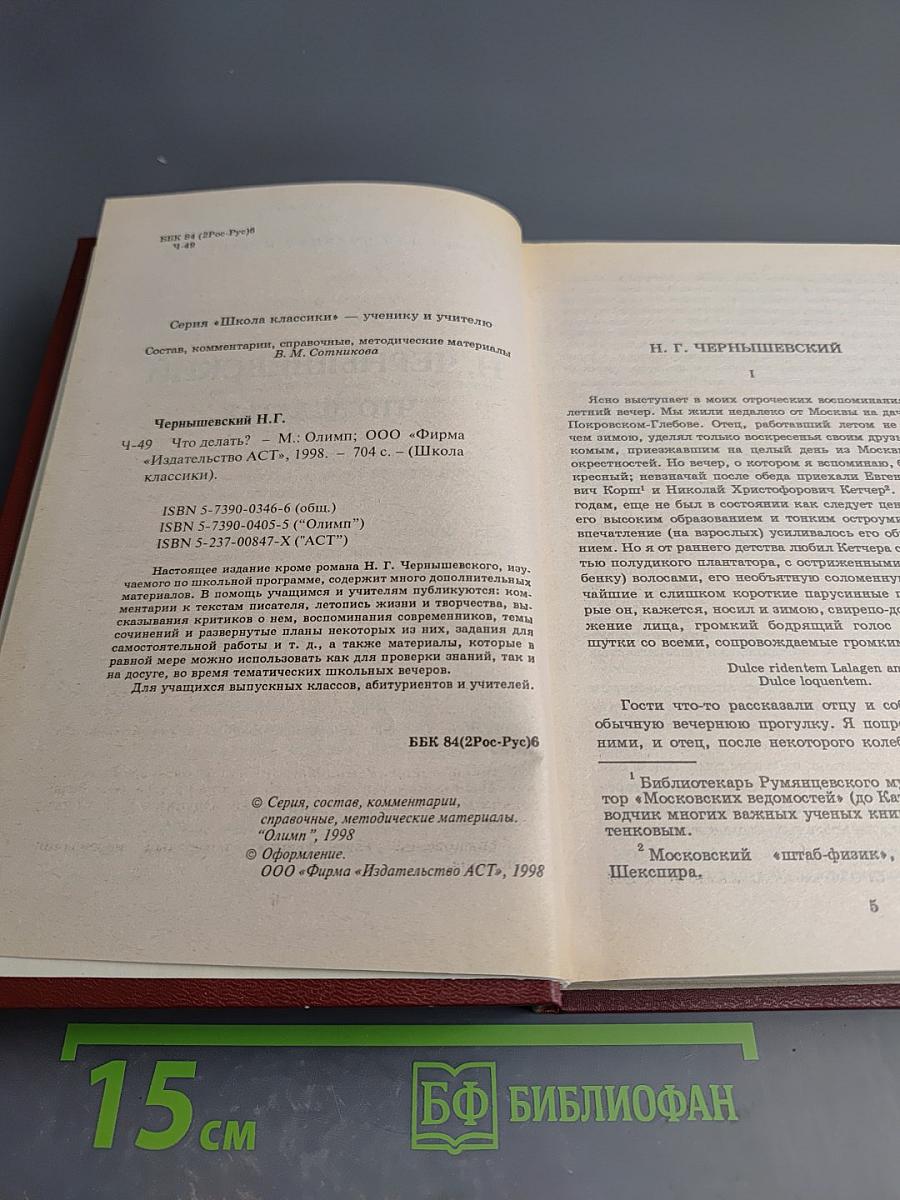 ББК 84 (2Рос-Рус)6
Ч-49
Серия «Школа классики» — ученику и учителю
Состав, комментарии, справочные, методические материалы
В. М. Сотникова
Чернышевский Н.Г.
Ч-49 Что делать? – М.: Олимп; ООО «Фирма
«Издательство АСТ», 1998. – 704 с. – (Школа
классики).
ISBN 5-7390-0346-6 (общ.)
ISBN 5-7390-0405-5 ("Олимп")
ISBN 5-237-00847-X ("АСТ")
Настоящее издание кроме романа Н. Г. Чернышевского, изу-
чаемого по школьной программе, содержит много дополнительных
материалов. В помощь учащимся и учителям публикуются: ком-
ментарии к текстам писателя, летопись жизни и творчества, вы-
сказывания критиков о нем, воспоминания современников, темы
сочинений и развернутые планы некоторых из них, задания для
самостоятельной работы и т. д., а также материалы, которые в
равной мере можно использовать как для проверки знаний, так и
на досуге, во время тематических школьных вечеров.
Для учащихся выпускных классов, абитуриентов и учителей.
ББК 84(2Рос-Рус)6
© Серия, состав, комментарии,
справочные, методические материалы.
"Олимп", 1998
© Оформление.
ООО «Фирма «Издательство АСТ», 1998
Н. Г. ЧЕРНЫШЕВСКИЙ
I
Ясно выступает в моих отроческих воспоминания
летний вечер. Мы жили недалеко от Москвы на дач
Покровском-Глебове. Отец, работавший летом не
чем зимою, уделял только воскресенья своим друзь
комым, приезжавшим на целый день из Москв
окрестностей. Но вечер, о котором я вспоминаю, б
кресный; невзначай после обеда приехали Евген
вич Корш¹ и Николай Христофорович Кетчер².
годам, еще не был в состоянии как следует цен
его высоким образованием и тонким остроуми
впечатление (на взрослых) усиливалось его об
нием. Но я от раннего детства любил Кетчера с
тью полудикого плантатора, с остриженными
бенку) волосами, его необъятную соломенную
чайшие и слишком короткие парусинные п
рые он, кажется, носил и зимою, свирепо-до
жение лица, громкий бодрящий голос
шутки со всеми, сопровождаемые громким
Dulce ridentem Lalagen am
Dulce loquentem.
Гости что-то рассказали отцу и соб
обычную вечернюю прогулку. Я попро
ними, и отец, после некоторого колеб
¹ Библиотекарь Румянцевского му
тор «Московских ведомостей» (до Кат
водчик многих важных ученых книг
тенковым.
² Московский «штаб-физик»,
Шекспира.
5
15 см
БФ БИБЛИОФАН